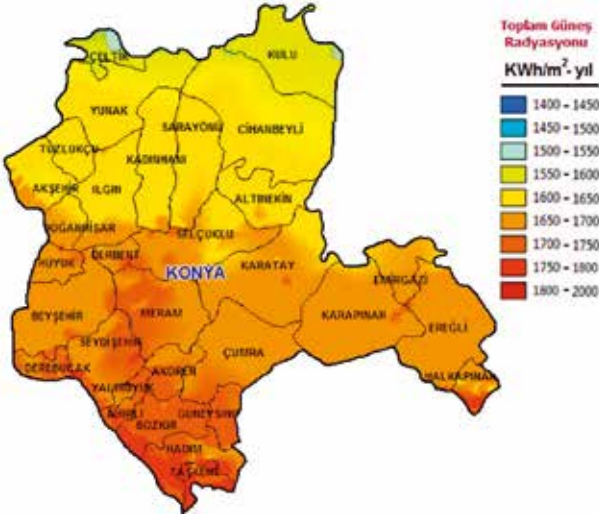 Toplam Güneş
Radyasyonu
KWh/m²-yıl
1400 - 1450
1450 - 1500
1500 - 1550
1550 - 1600
1600 - 1650
1650 - 1700
1700 - 1750
1750 - 1800
1800 - 2000
ÇELTİK
KULU
YUNAK
SARAYÖNÜ
CİHANBEYLİ
TUZLUKÇU
KADINHANI
AKŞEHİR
ILGIN
ALTINEKİN
DOĞANHİSAR
SELÇUKLU
HÜYÜK
DERBENT
KONYA
KARATAY
EMİRGAZİ
BEYŞEHİR
MERAM
KARAPINAR
EREĞLİ
SEYDİŞEHİR
ÇUMRA
DEREBUCAK
AKÖREN
HALKAPINAR
YALIHÜYÜK
AHIRLI
GÜNEYSINIR
BOZKIR
HADIM
TAŞKENT